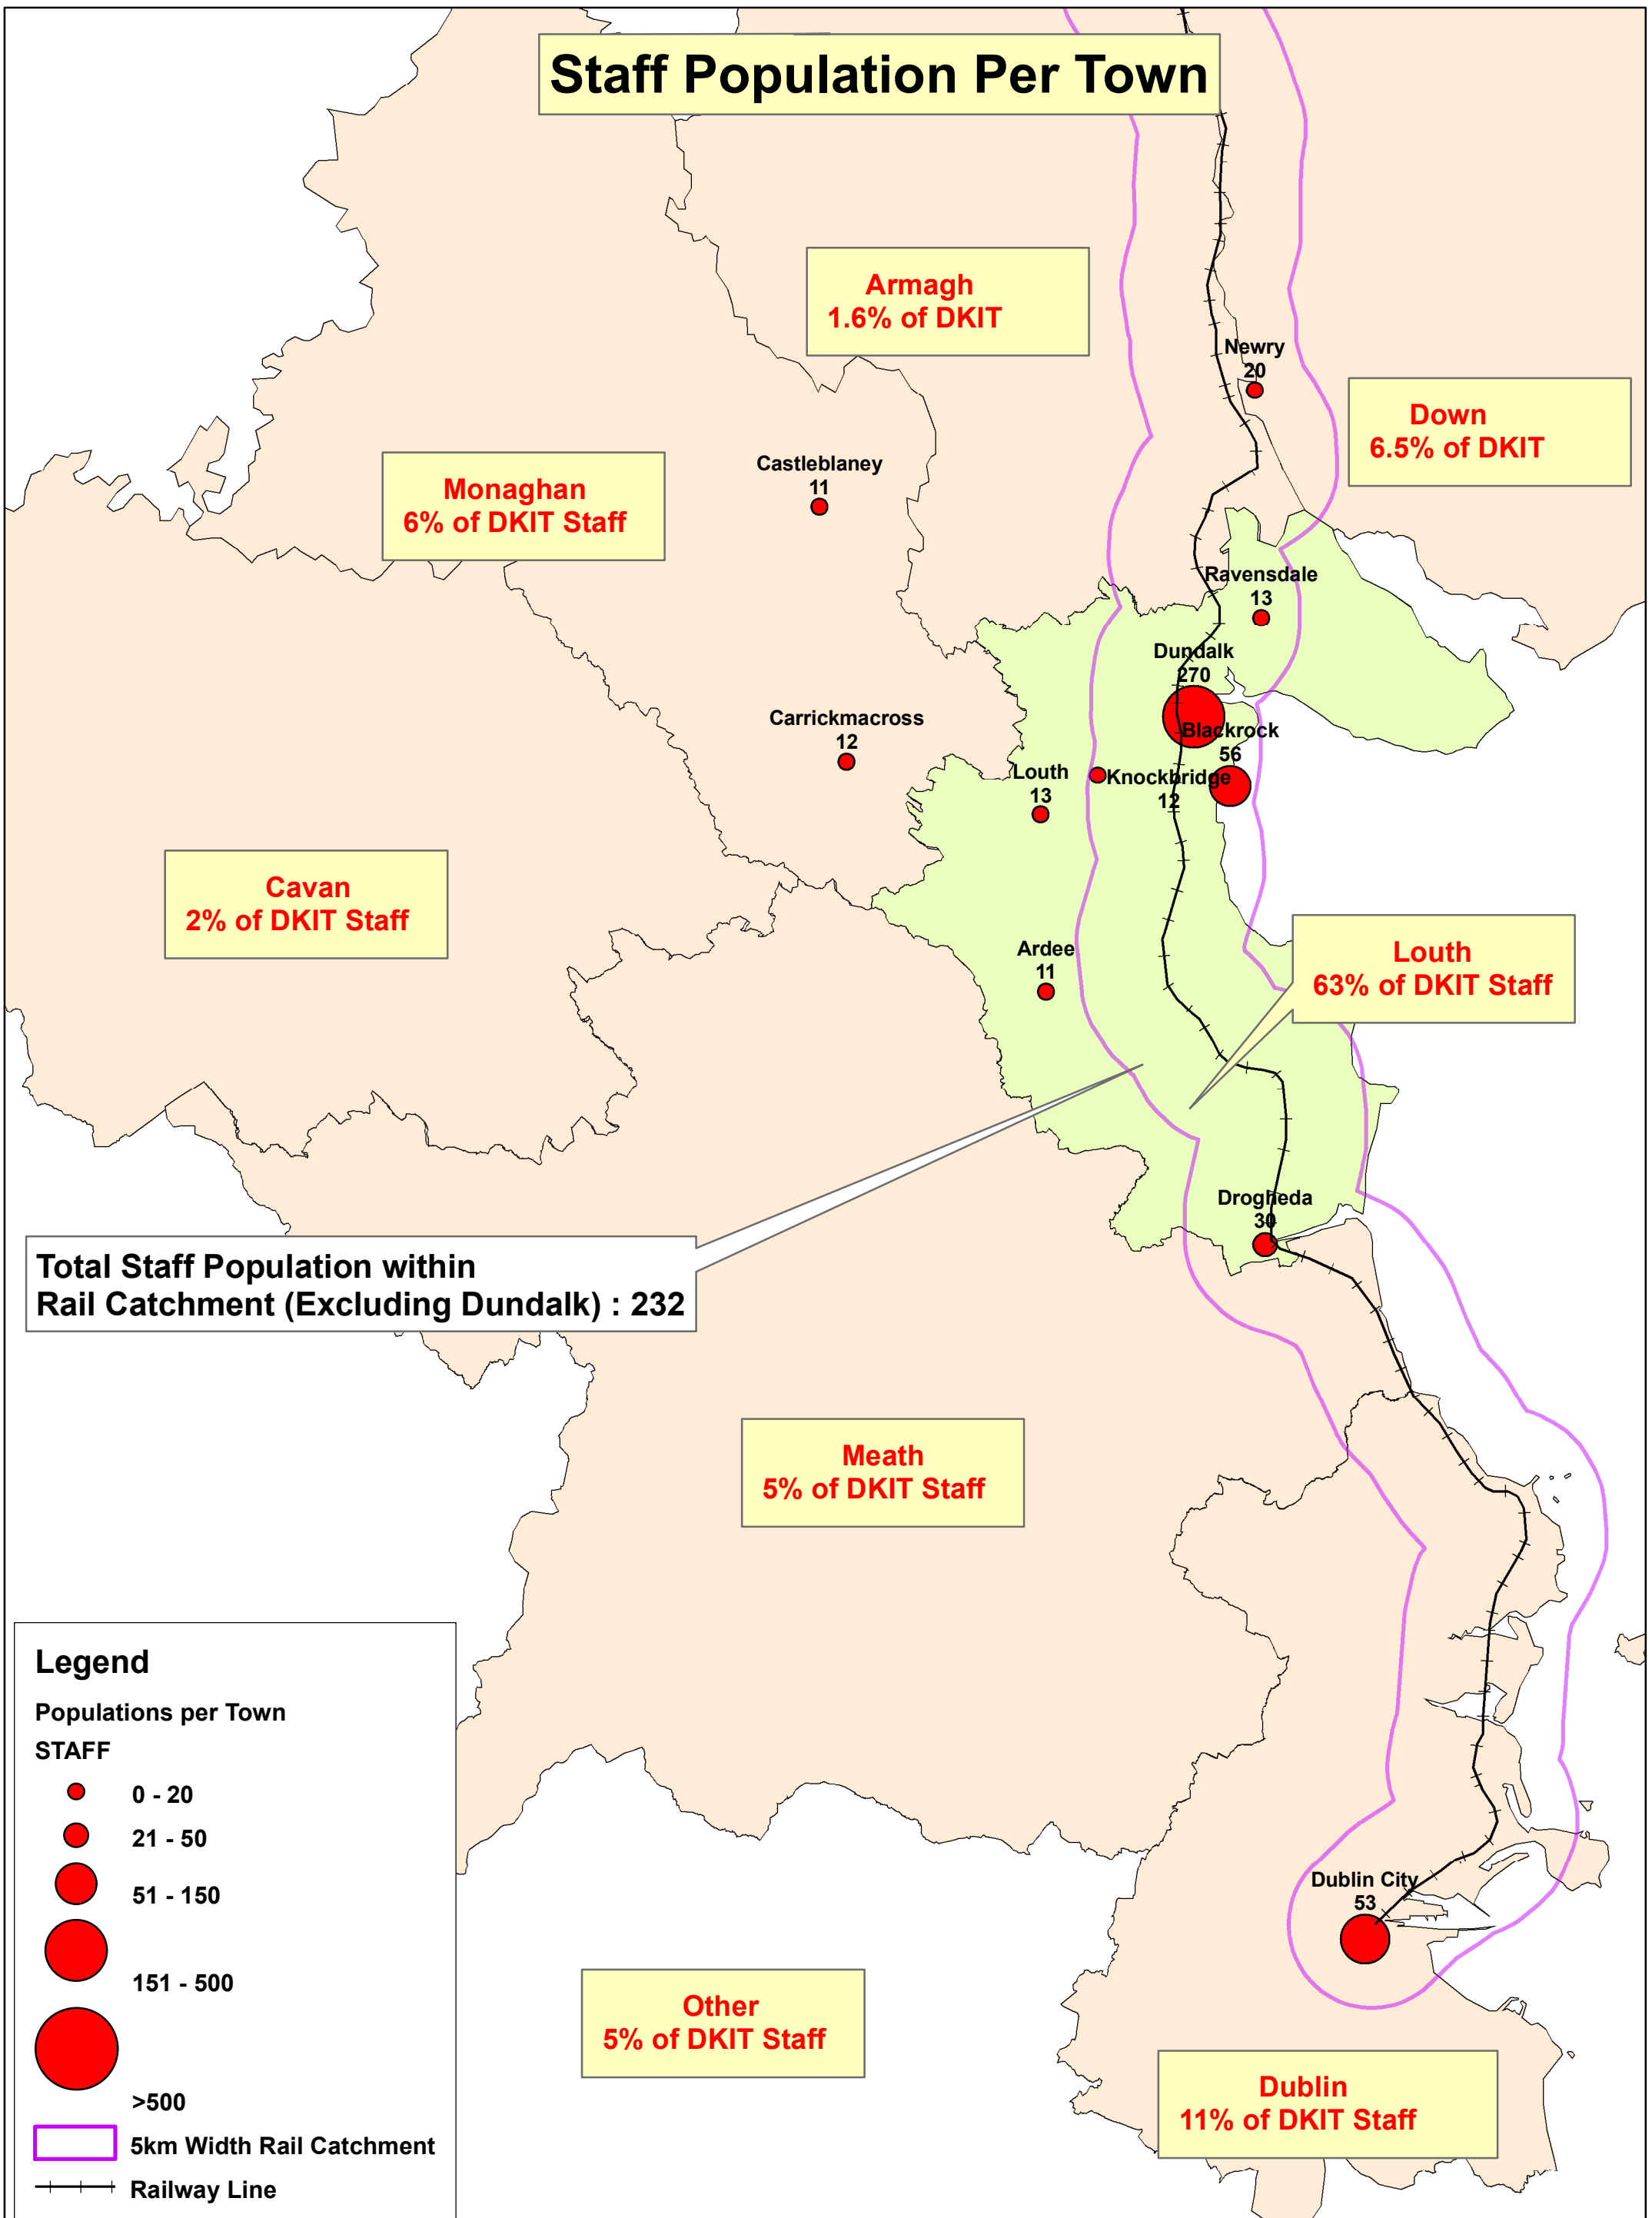 Staff Population Per Town
Armagh
1.6% of DKIT
Newry
20
Down
6.5% of DKIT
Castleblaney
11
Monaghan
6% of DKIT Staff
Ravensdale
13
Dundalk
270
Carrickmacross
12
Blackrock
56
Louth
13
Knockbridge
12
Cavan
2% of DKIT Staff
Ardee
11
Louth
63% of DKIT Staff
Drogheda
30
Total Staff Population within
Rail Catchment (Excluding Dundalk) : 232
Meath
5% of DKIT Staff
Legend
Populations per Town
STAFF
0 - 20
21 - 50
51 - 150
151 - 500
>500
5km Width Rail Catchment
Railway Line
Dublin City
53
Other
5% of DKIT Staff
Dublin
11% of DKIT Staff